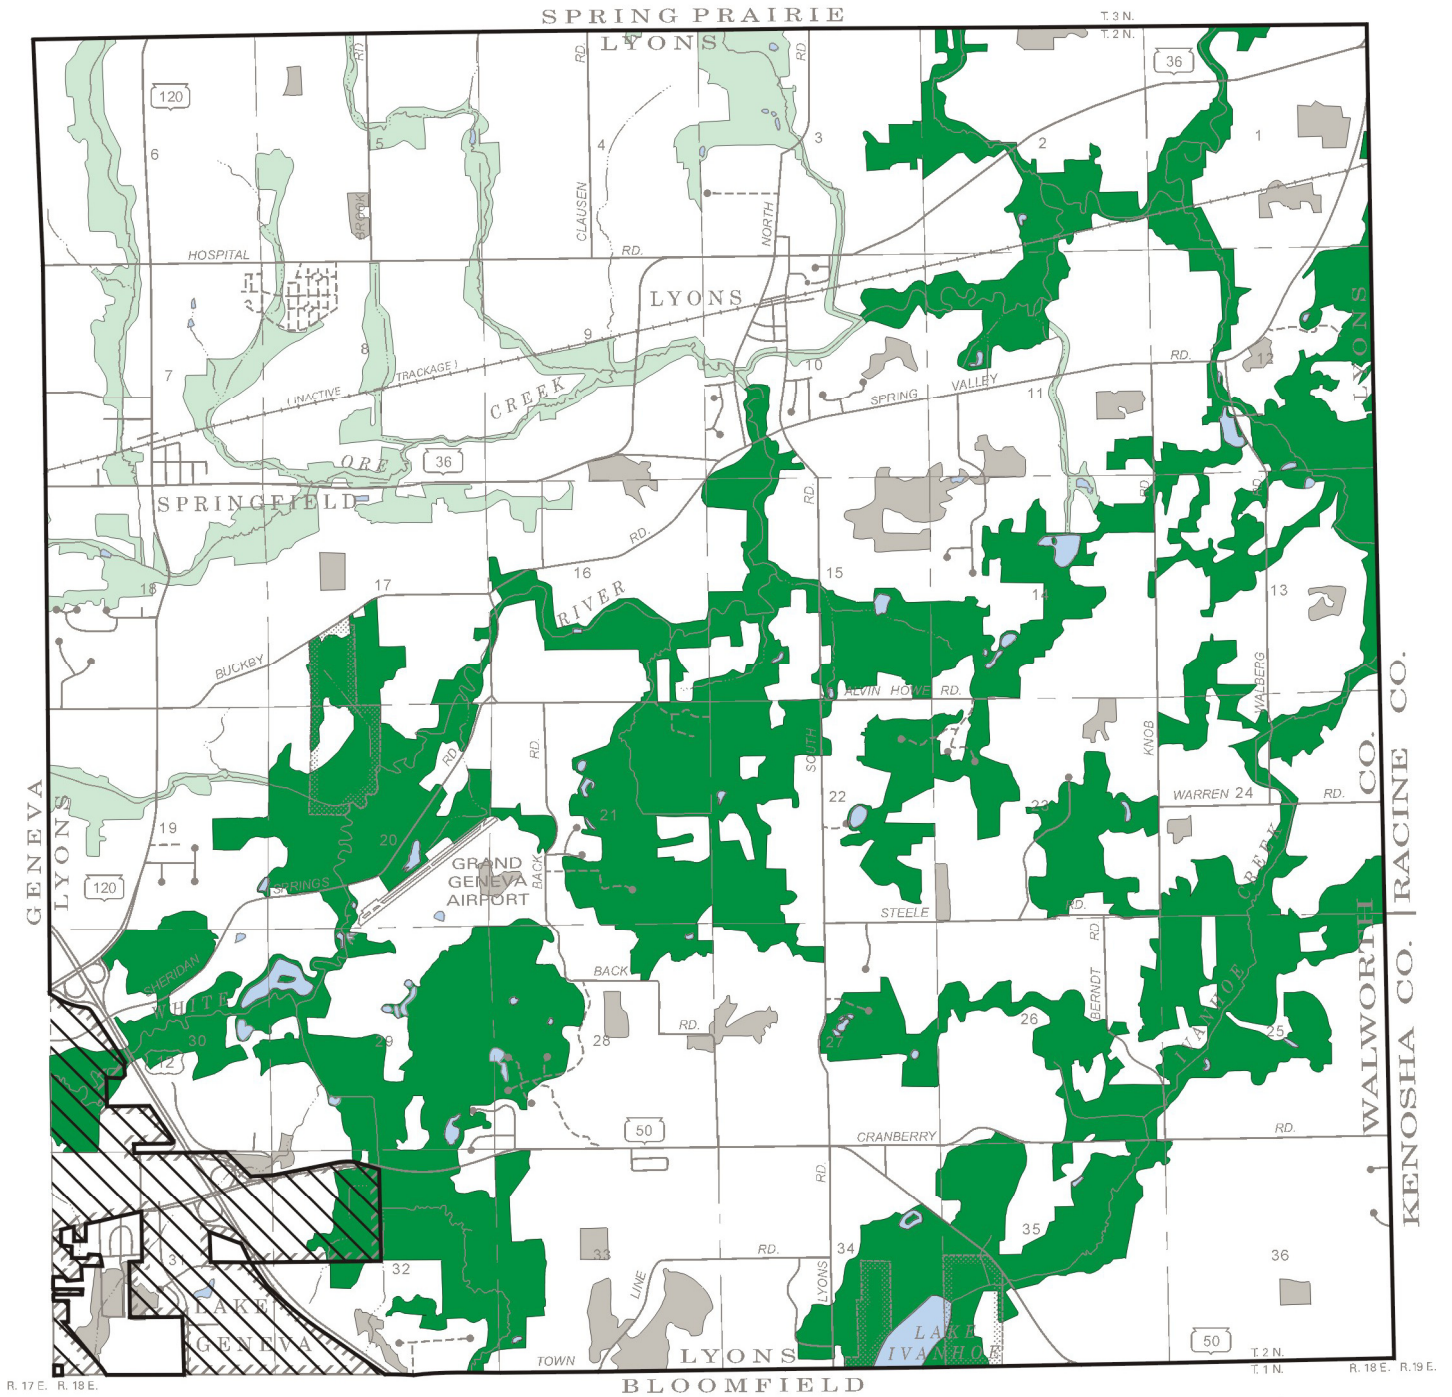 SPRING PRAIRIE
LYONS
T. 3 N.
T. 2 N.
RD.
RD.
RD.
120
36
6
5
4
3
2
1
BROOK
CLAUSEN
NORTH
HOSPITAL
RD.
LYONS
LYONS
7
8
9
10
11
12
( INACTIVE
TRACKAGE )
CREEK
SPRING
VALLEY
RD.
ORE
36
SPRINGFIELD
RD.
RD.
RD.
RD.
18
17
16
15
14
13
RIVER
BUCKBY
ALVIN HOWE RD.
WALBERG
RD.
RD.
SOUTH
KNOB
GENEVA
LYONS
19
20
21
22
23
WARREN 24
RD.
120
GRAND
GENEVA
AIRPORT
BACK
SPRINGS
STEELE
RD.
CREEK
RD.
SHERIDAN
WHITE
BACK
RD.
BERNDT
IVANHOE
30
29
28
27
26
25
12
50
CRANBERRY
RD.
WALWORTH CO.
RACINE CO.
KENOSHA CO.
RD.
31
32
33
34
35
36
RD.
LINE
LYONS
LAKE
GENEVA
LAKE
IVANHOE
50
TOWN
LYONS
BLOOMFIELD
T. 2 N.
T. 1 N.
R. 17 E. R. 18 E.
R. 18 E. R. 19 E.